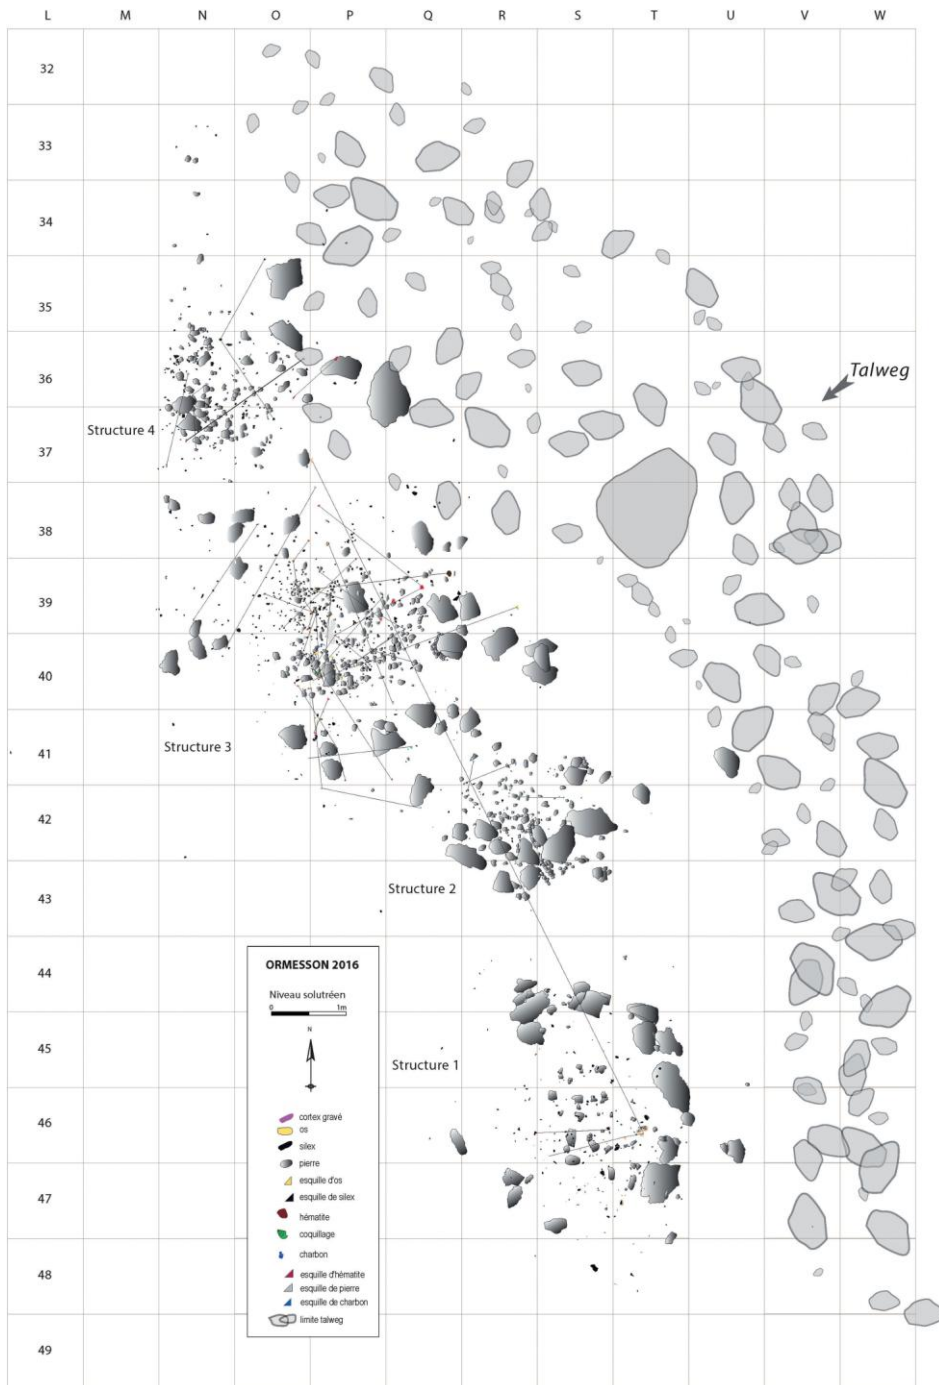 L M N O P Q R S T U V W
32
33
34
35
36
Talweg
Structure 4
37
38
39
40
Structure 3
41
42
Structure 2
43
44
45
Structure 1
46
47
48
49
ORMESSON 2016
Niveau solutréen
0 1m
N
cortex gravé
os
silex
pierre
esquille d'os
esquille de silex
hématite
coquillage
charbon
esquille d'hématite
esquille de pierre
esquille de charbon
limite talweg